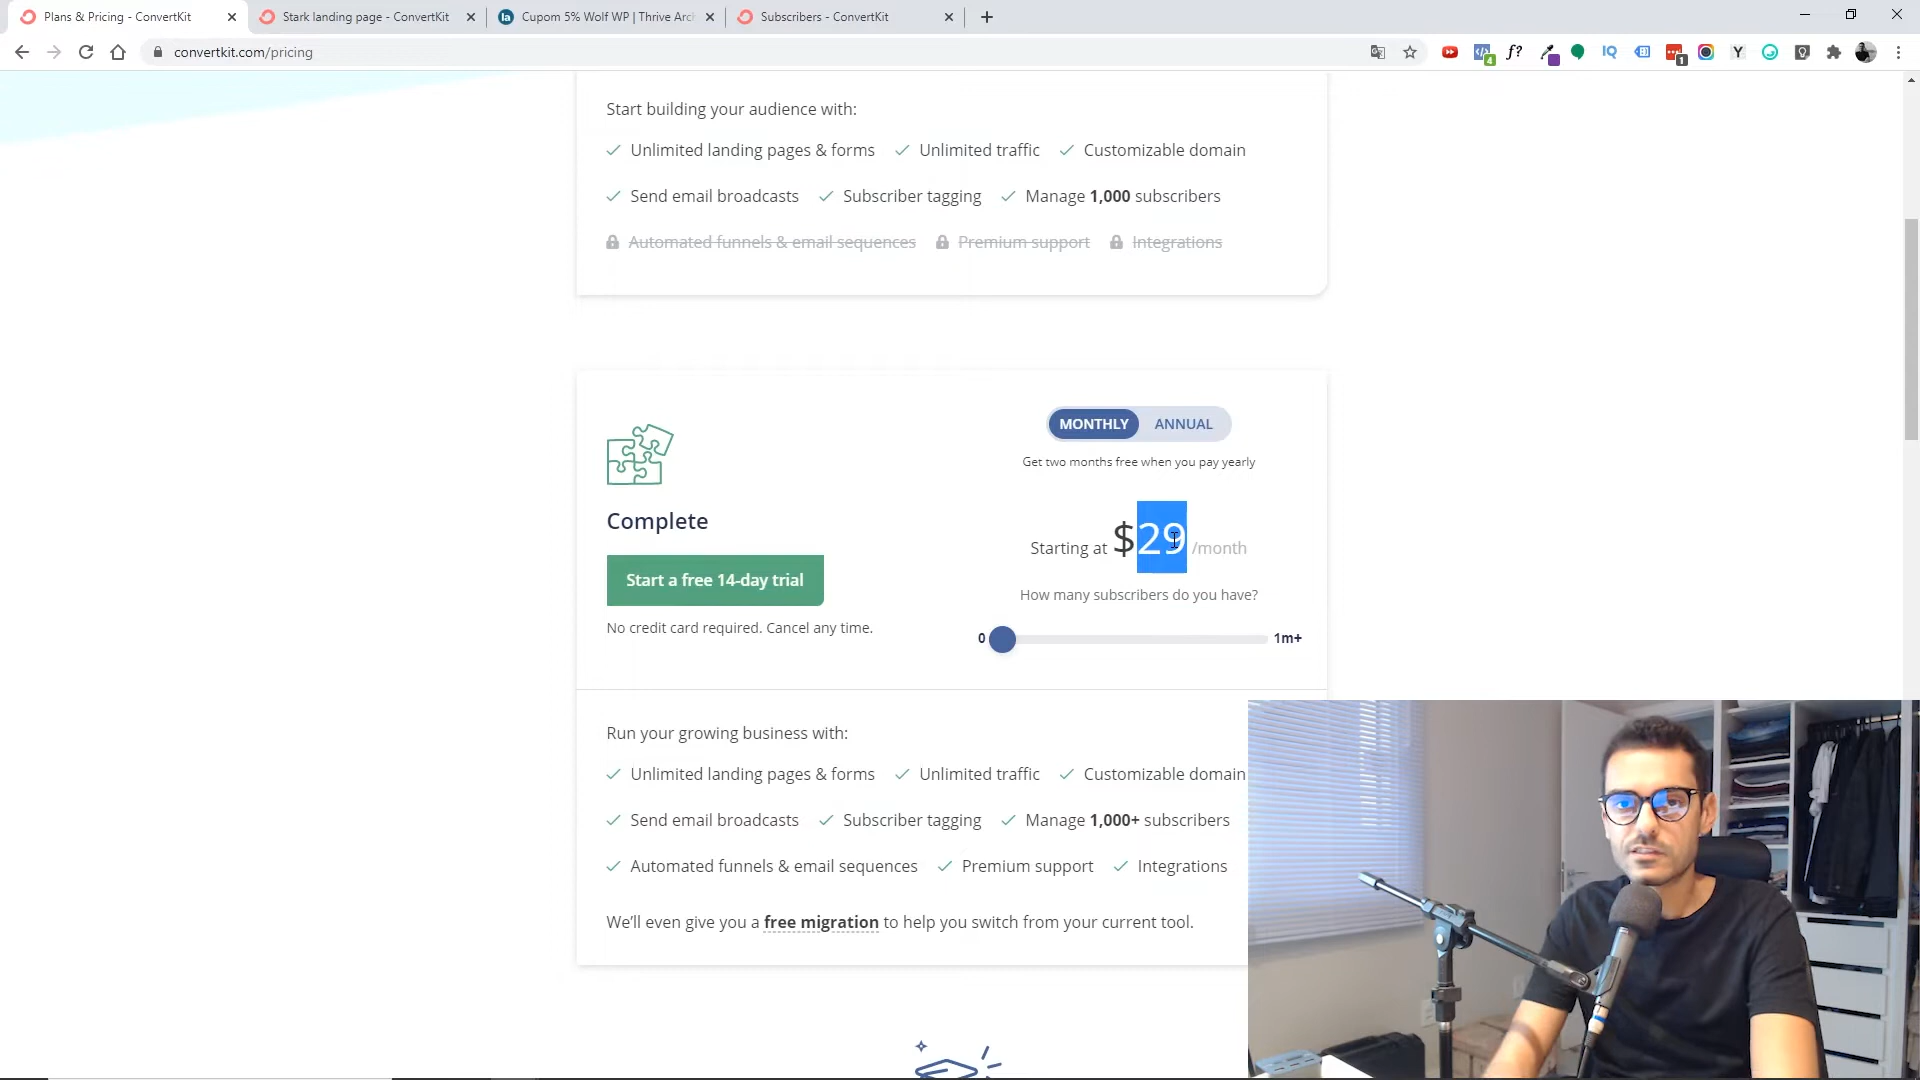 Plans & Pricing - ConvertKit
Stark landing page - ConvertKit
Cupom 5% Wolf WP | Thrive Arc
Subscribers - ConvertKit
convertkit.com/pricing
Start building your audience with:
Unlimited landing pages & forms Unlimited traffic Customizable domain
Send email broadcasts Subscriber tagging Manage 1,000 subscribers
Automated funnels & email sequences Premium support Integrations
MONTHLY ANNUAL
Get two months free when you pay yearly
Complete
Starting at $29 /month
Start a free 14-day trial
How many subscribers do you have?
No credit card required. Cancel any time.
0 1m+
Run your growing business with:
Unlimited landing pages & forms Unlimited traffic Customizable domain
Send email broadcasts Subscriber tagging Manage 1,000+ subscribers
Automated funnels & email sequences Premium support Integrations
We'll even give you a free migration to help you switch from your current tool.